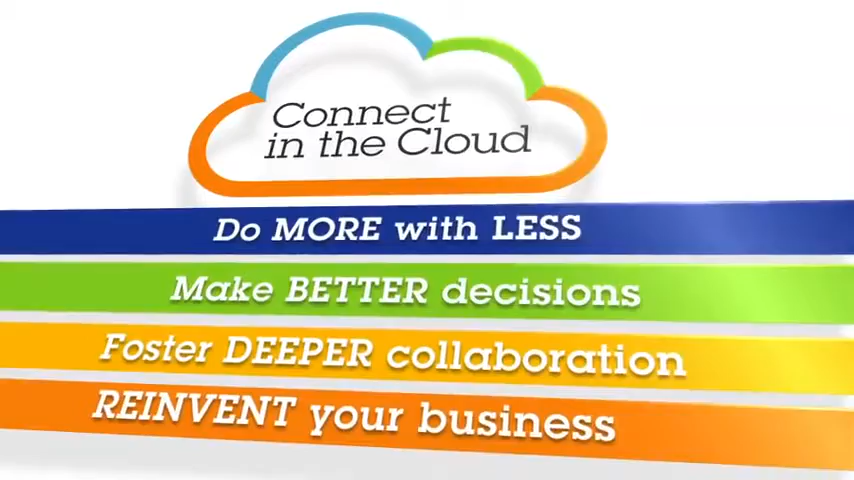 Connect
in the Cloud
Do MORE with LESS
Make BETTER decisions
Foster DEEPER collaboration
REINVENT your business